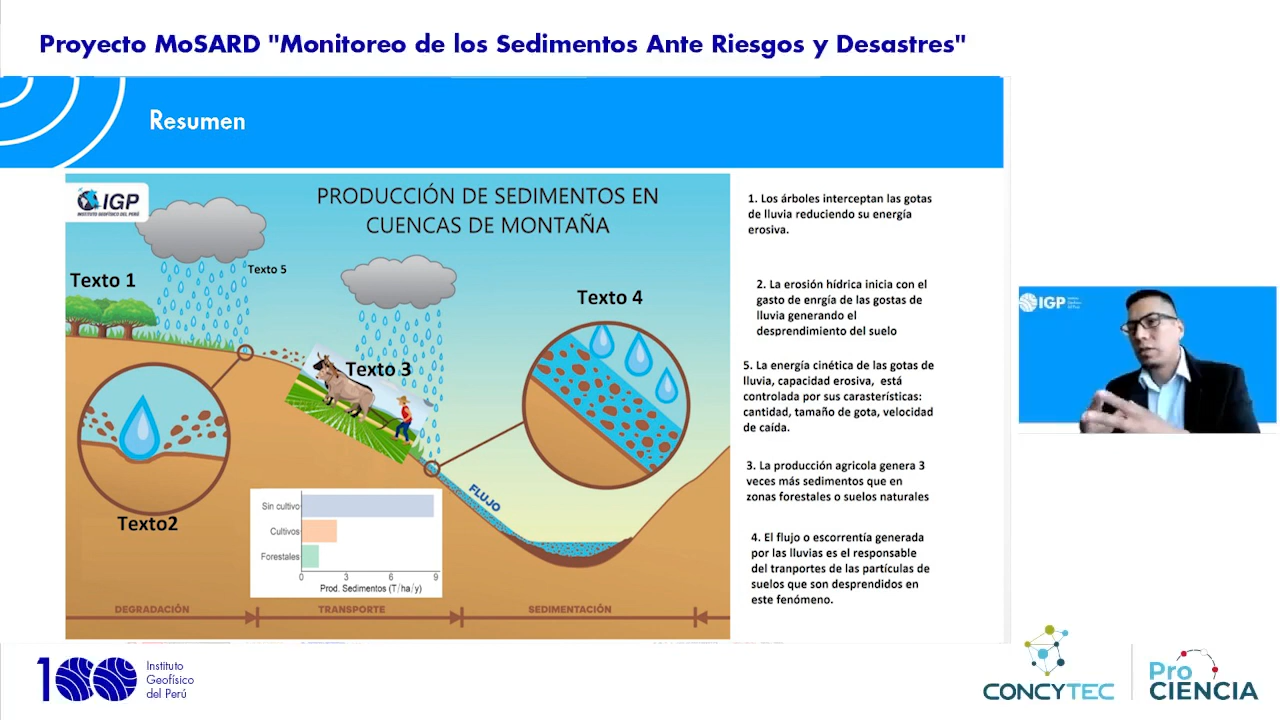 Proyecto MoSARD "Monitoreo de los Sedimentos Ante Riesgos y Desastres"
Resumen
IGP
INSTITUTO GEOFÍSICO DEL PERÚ
PRODUCCIÓN DE SEDIMENTOS EN
CUENCAS DE MONTAÑA
Texto 1
Texto 5
Texto 4
Texto 3
Texto2
FLUJO
Sin cultivo
Cultivos
Forestales
0 3 6 9
Prod. Sedimentos (T/ha/y)
DEGRADACIÓN
TRANSPORTE
SEDIMENTACIÓN
1. Los árboles interceptan las gotas
de lluvia reduciendo su energía
erosiva.
2. La erosión hídrica inicia con el
gasto de enrgía de las gostas de
lluvia generando el
desprendimiento del suelo
5. La energía cinética de las gotas de
lluvia, capacidad erosiva, está
controlada por sus carasterísticas:
cantidad, tamaño de gota, velocidad
de caída.
3. La producción agricola genera 3
veces más sedimentos que en
zonas forestales o suelos naturales
4. El flujo o escorrentía generada
por las lluvias es el responsable
del tranportes de las partículas de
suelos que son desprendidos en
este fenómeno.
IGP
100
Instituto
Geofísico
del Perú
CONCYTEC
Pro
CIENCIA